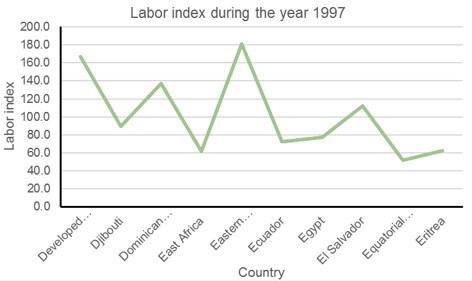 Labor index during the year 1997
200.0
180.0
160.0
140.0
120.0
100.0
80.0
60.0
40.0
20.0
0.0
Labor index
Developed...
Djibouti
Dominican...
East Africa
Eastern...
Ecuador
Egypt
El Salvador
Equatorial...
Eritrea
Country